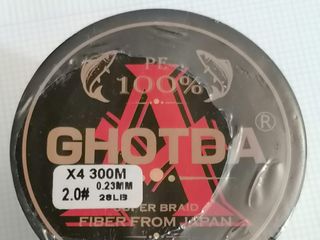 PE
100%
GHOTDA®
X4 300M
2.0# 0.23MM
28LB
SUPER BRAID
FIBER FROM JAPAN